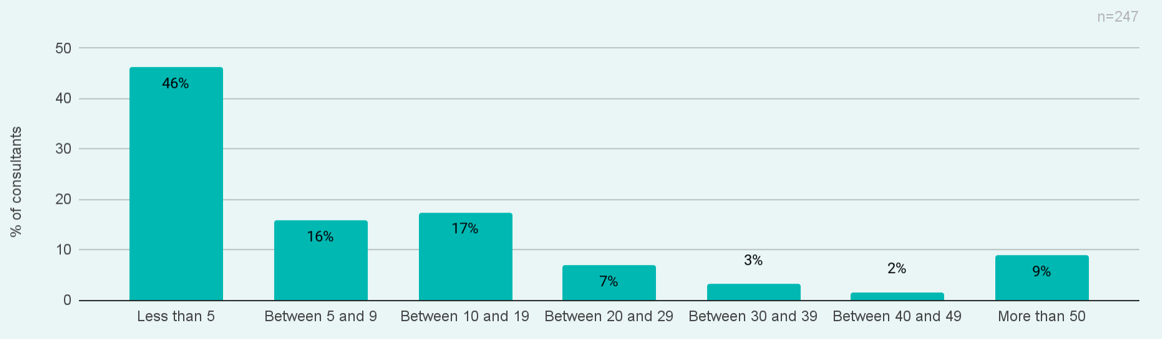 n=247
% of consultants
50
40
30
20
10
0
46%
16%
17%
7%
3%
2%
9%
Less than 5
Between 5 and 9
Between 10 and 19
Between 20 and 29
Between 30 and 39
Between 40 and 49
More than 50